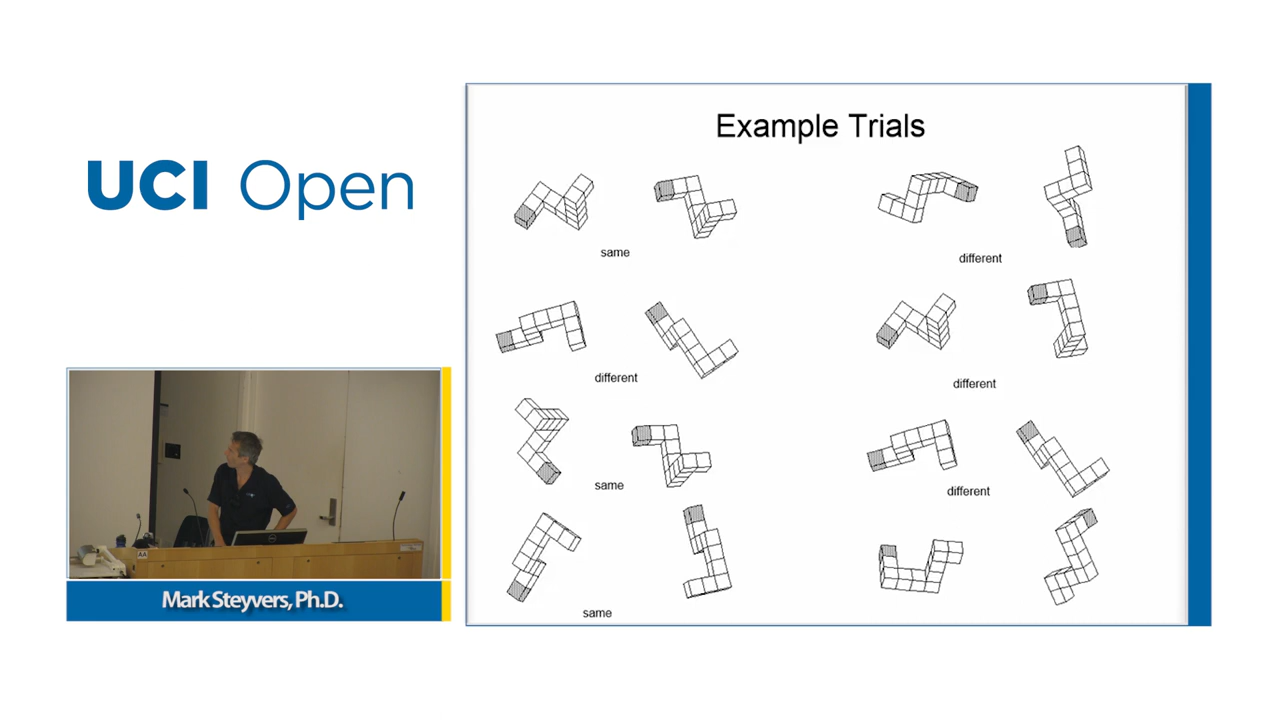 UCI Open
Example Trials
same
different
different
different
same
different
same
Mark Steyvers, Ph.D.